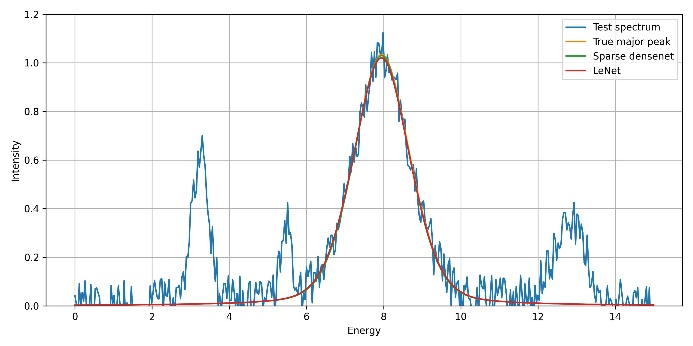 1.2
1.0
0.8
0.6
0.4
0.2
0.0
Intensity
0 2 4 6 8 10 12 14
Energy
Test spectrum
True major peak
Sparse densenet
LeNet